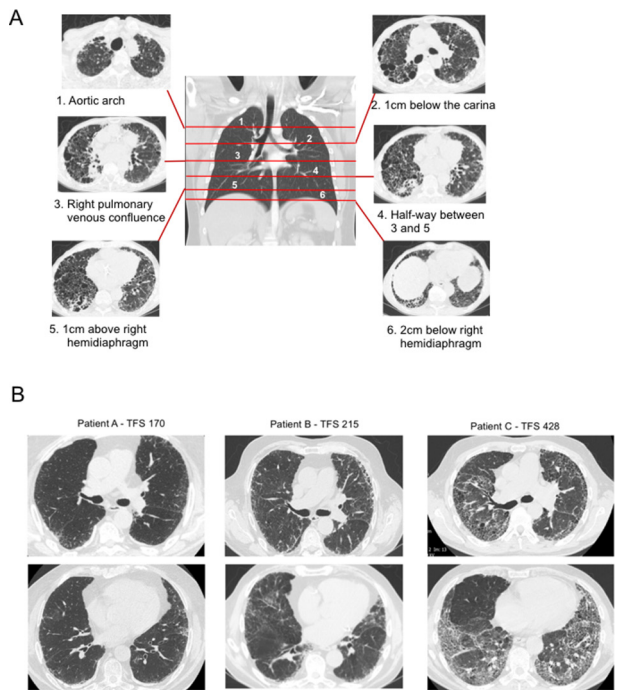 A
1. Aortic arch
2. 1cm below the carina
3. Right pulmonary
venous confluence
4. Half-way between
3 and 5
5. 1cm above right
hemidiaphragm
6. 2cm below right
hemidiaphragm
1
2
3
4
5
6
B
Patient A - TFS 170
Patient B - TFS 215
Patient C - TFS 428